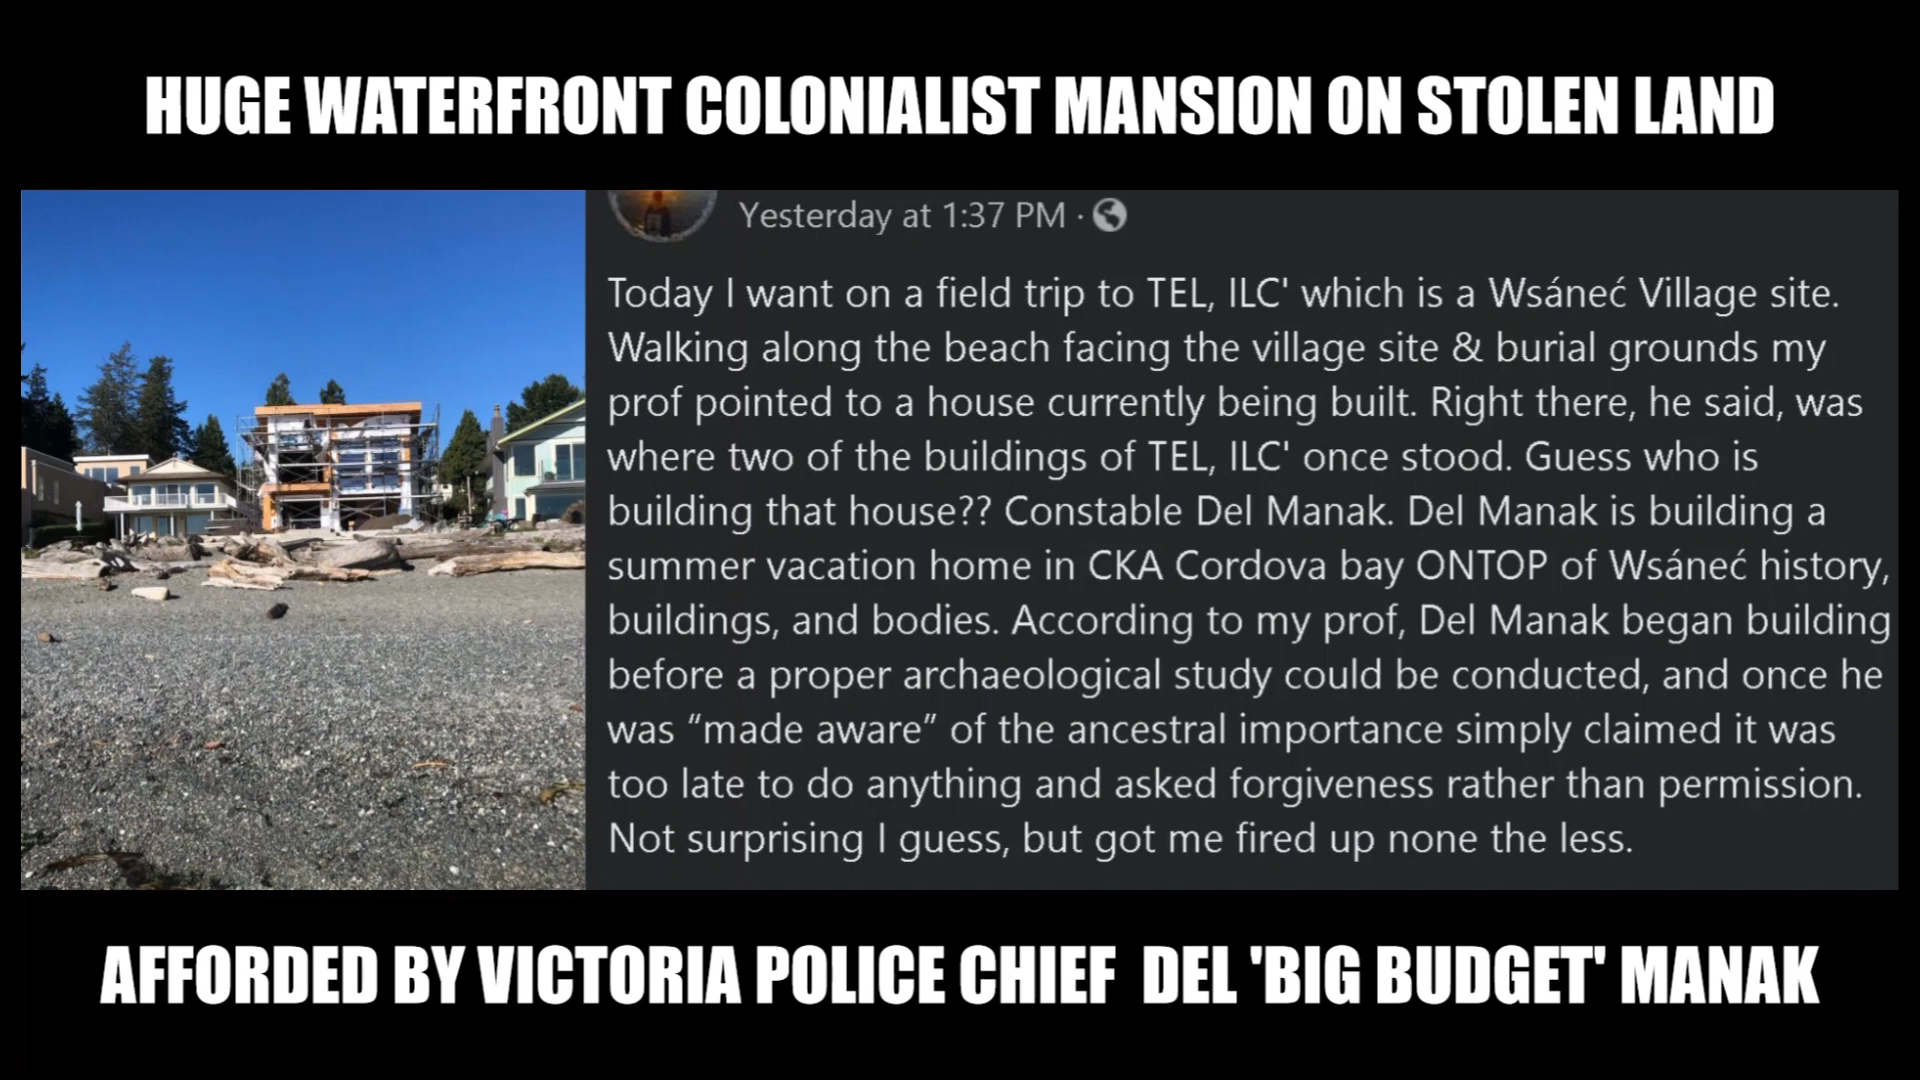 HUGE WATERFRONT COLONIALIST MANSION ON STOLEN LAND
Yesterday at 1:37 PM ·
Today I want on a field trip to TEL, ILC' which is a Wsáneć Village site.
Walking along the beach facing the village site & burial grounds my
prof pointed to a house currently being built. Right there, he said, was
where two of the buildings of TEL, ILC' once stood. Guess who is
building that house?? Constable Del Manak. Del Manak is building a
summer vacation home in CKA Cordova bay ONTOP of Wsáneć history,
buildings, and bodies. According to my prof, Del Manak began building
before a proper archaeological study could be conducted, and once he
was “made aware” of the ancestral importance simply claimed it was
too late to do anything and asked forgiveness rather than permission.
Not surprising I guess, but got me fired up none the less.
AFFORDED BY VICTORIA POLICE CHIEF DEL 'BIG BUDGET' MANAK